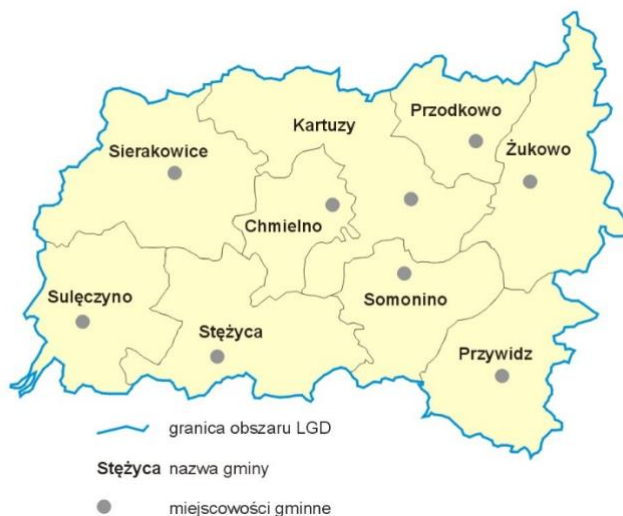 Przodkowo
Kartuzy
Sierakowice
Żukowo
Chmielno
Sulęczyno
Somonino
Stężyca
Przywidz
granica obszaru LGD
Stężyca nazwa gminy
miejscowości gminne